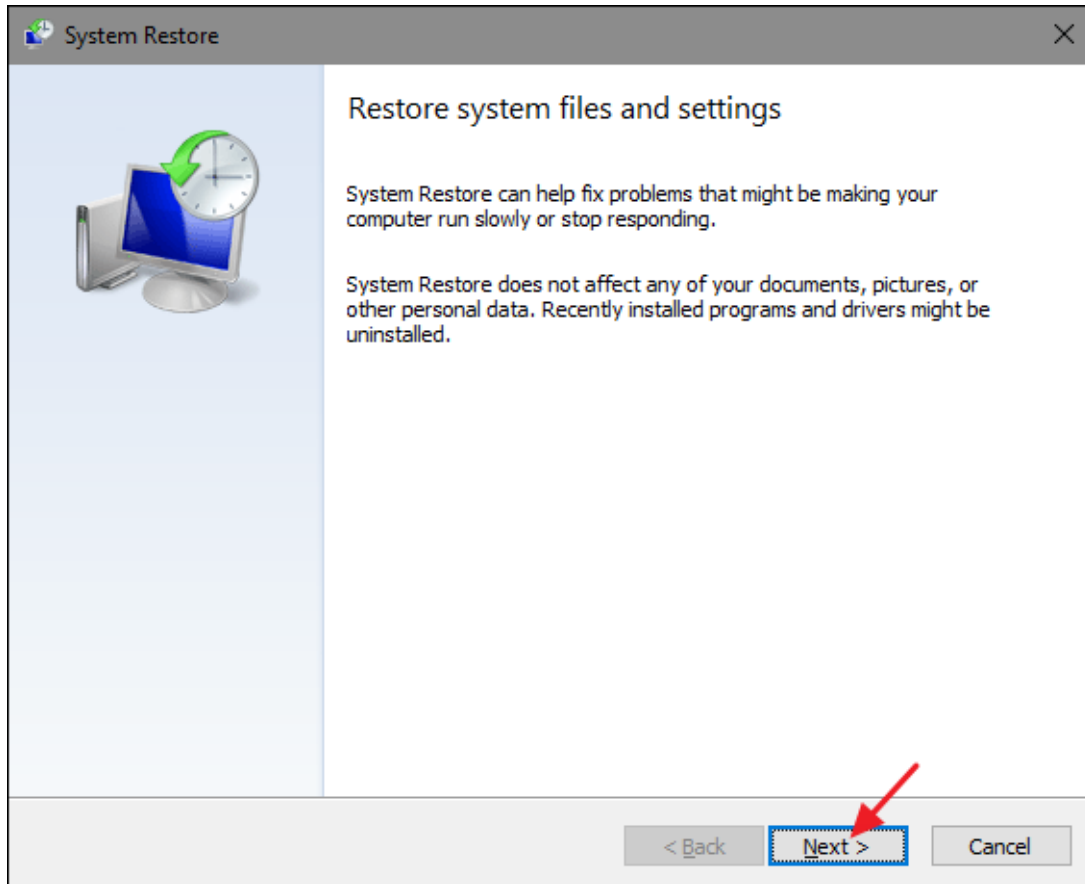 System Restore
Restore system files and settings
System Restore can help fix problems that might be making your
computer run slowly or stop responding.
System Restore does not affect any of your documents, pictures, or
other personal data. Recently installed programs and drivers might be
uninstalled.
< Back Next > Cancel